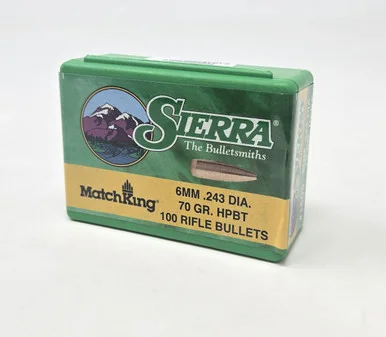 SIERRA®
The Bulletsmiths
MatchKing®
6MM .243 DIA.
70 GR. HPBT
100 RIFLE BULLETS